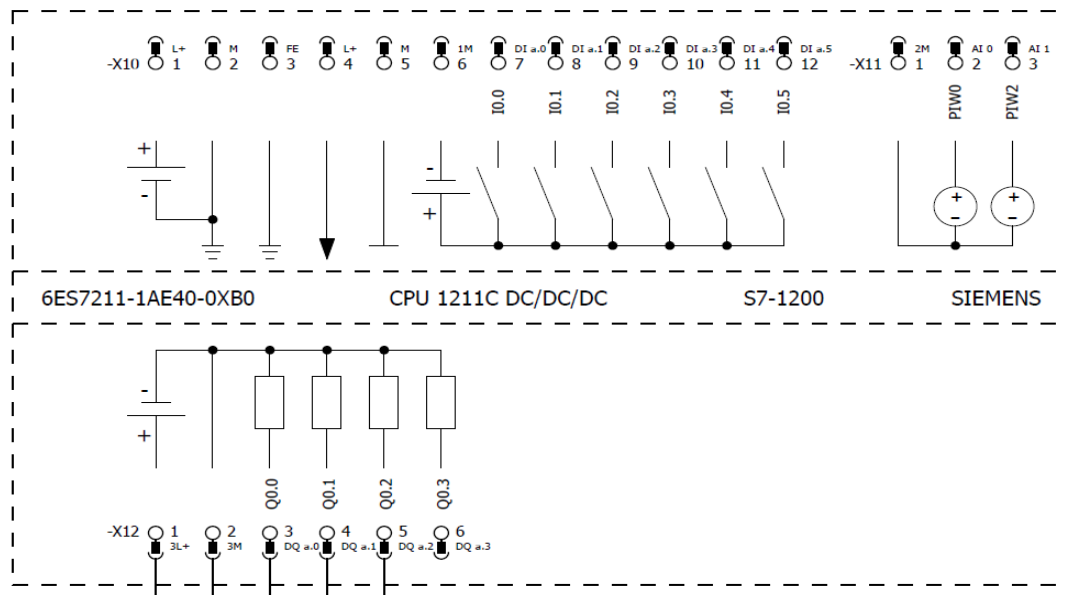 L+ M FE L+ M 1M DI a.0 DI a.1 DI a.2 DI a.3 DI a.4 DI a.5 2M AI 0 AI 1
-X10 1 2 3 4 5 6 7 8 9 10 11 12 -X11 1 2 3
I0.0 I0.1 I0.2 I0.3 I0.4 I0.5 PIW0 PIW2
+ - + +
- + - -
6ES7211-1AE40-0XB0 CPU 1211C DC/DC/DC S7-1200 SIEMENS
-
+
Q0.0 Q0.1 Q0.2 Q0.3
-X12 1 2 3 4 5 6
3L+ 3M DQ a.0 DQ a.1 DQ a.2 DQ a.3